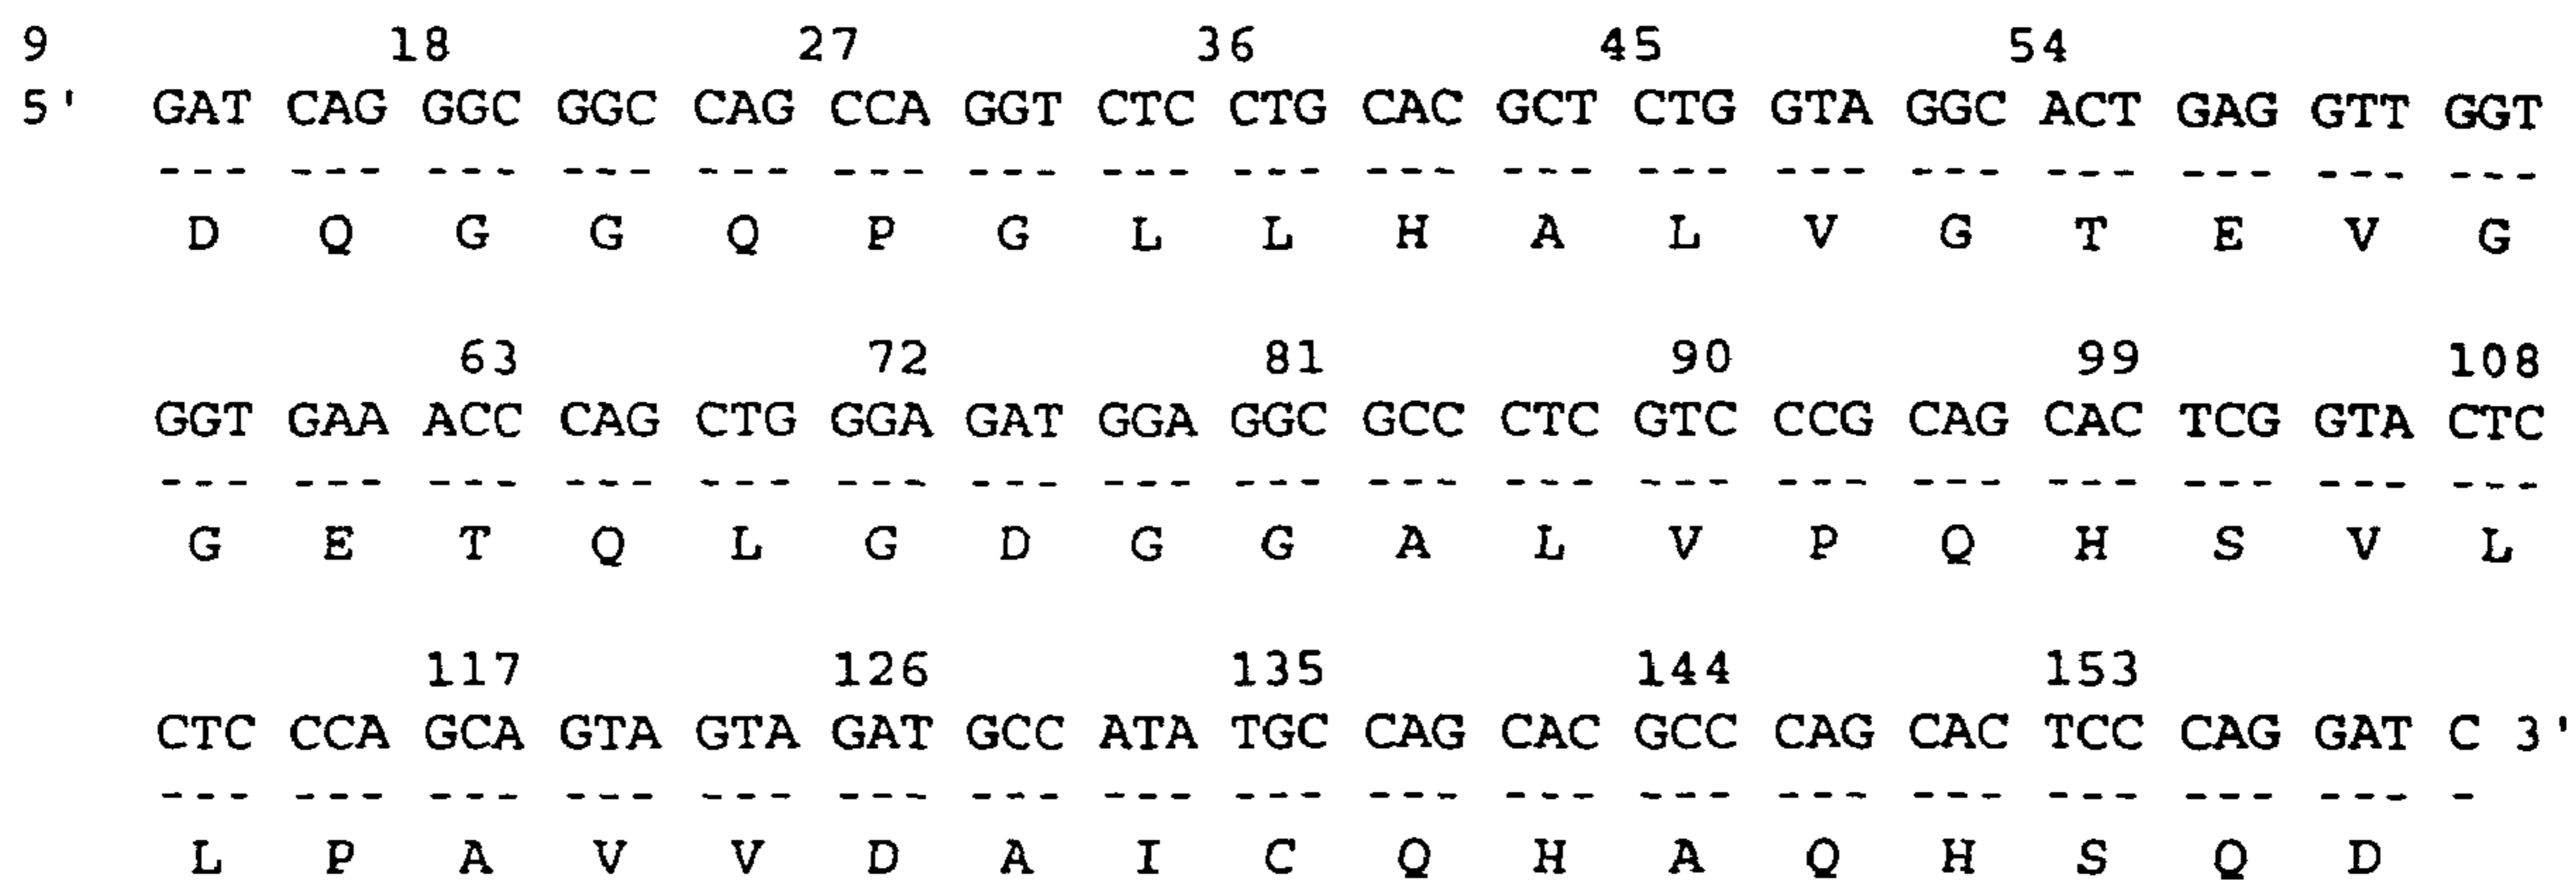 9 18 27 36 45 54
5' GAT CAG GGC GGC CAG CCA GGT CTC CTG CAC GCT CTG GTA GGC ACT GAG GTT GGT
--- --- --- --- --- --- --- --- --- --- --- --- --- --- --- --- --- ---
D Q G G Q P G L L H A L V G T E V G
63 72 81 90 99 108
GGT GAA ACC CAG CTG GGA GAT GGA GGC GCC CTC GTC CCG CAG CAC TCG GTA CTC
--- --- --- --- --- --- --- --- --- --- --- --- --- --- --- --- --- ---
G E T Q L G D G G A L V P Q H S V L
117 126 135 144 153
CTC CCA GCA GTA GTA GAT GCC ATA TGC CAG CAC GCC CAG CAC TCC CAG GAT C 3'
--- --- --- --- --- --- --- --- --- --- --- --- --- --- --- --- --- -
L P A V V D A I C Q H A Q H S Q D